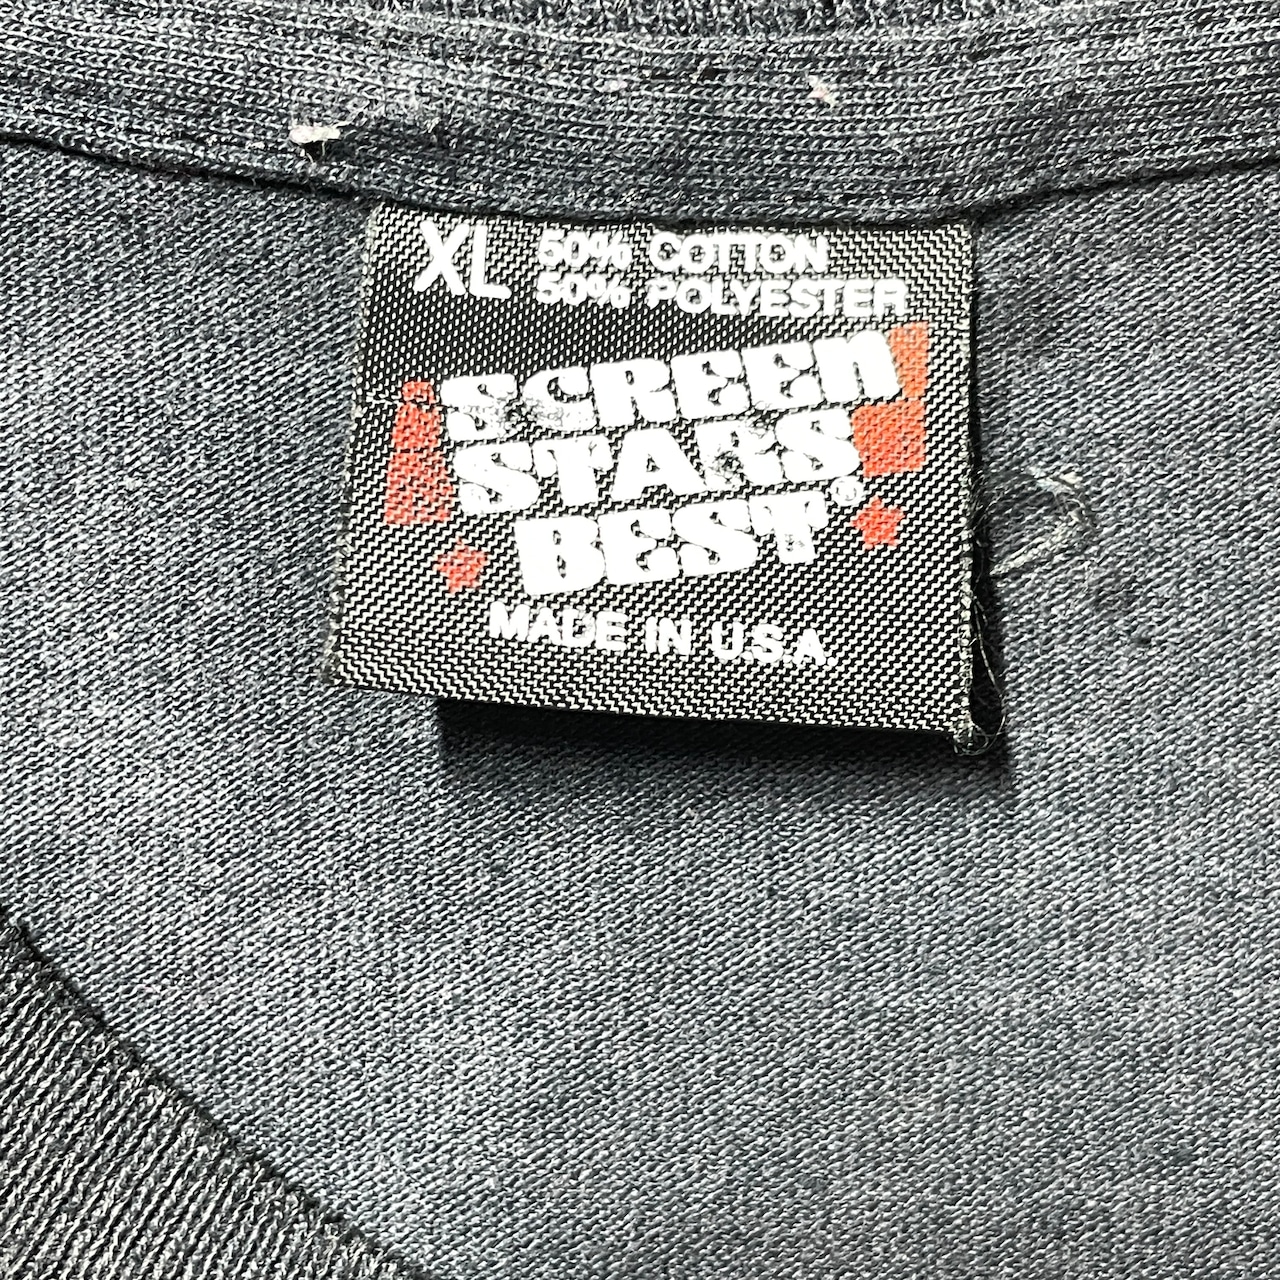 XL 50% COTTON
50% POLYESTER
SCREEn
STARS
BEST®
MADE IN U.S.A.